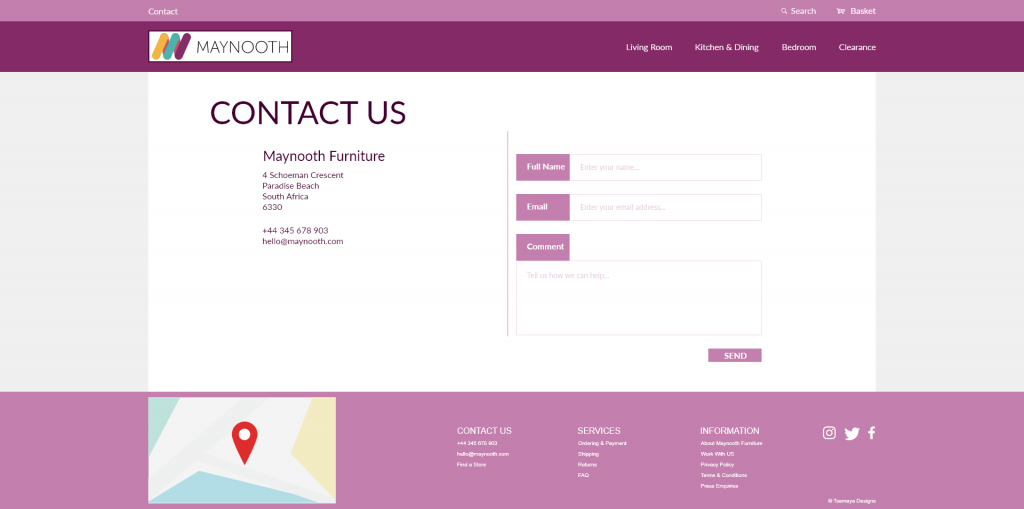 Contact
Search
Basket
MAYNOOTH
Living Room
Kitchen & Dining
Bedroom
Clearance
CONTACT US
Maynooth Furniture
4 Schoeman Crescent
Paradise Beach
South Africa
6330
+44 345 678 903
hello@maynooth.com
Full Name
Enter your name...
Email
Enter your email address...
Comment
Tell us how we can help...
SEND
CONTACT US
+44 345 678 903
hello@maynooth.com
Find a Store
SERVICES
Ordering & Payment
Shipping
Returns
FAQ
INFORMATION
About Maynooth Furniture
Work With US
Privacy Policy
Terms & Conditions
Press Enquiries
© Tasmaya Designs